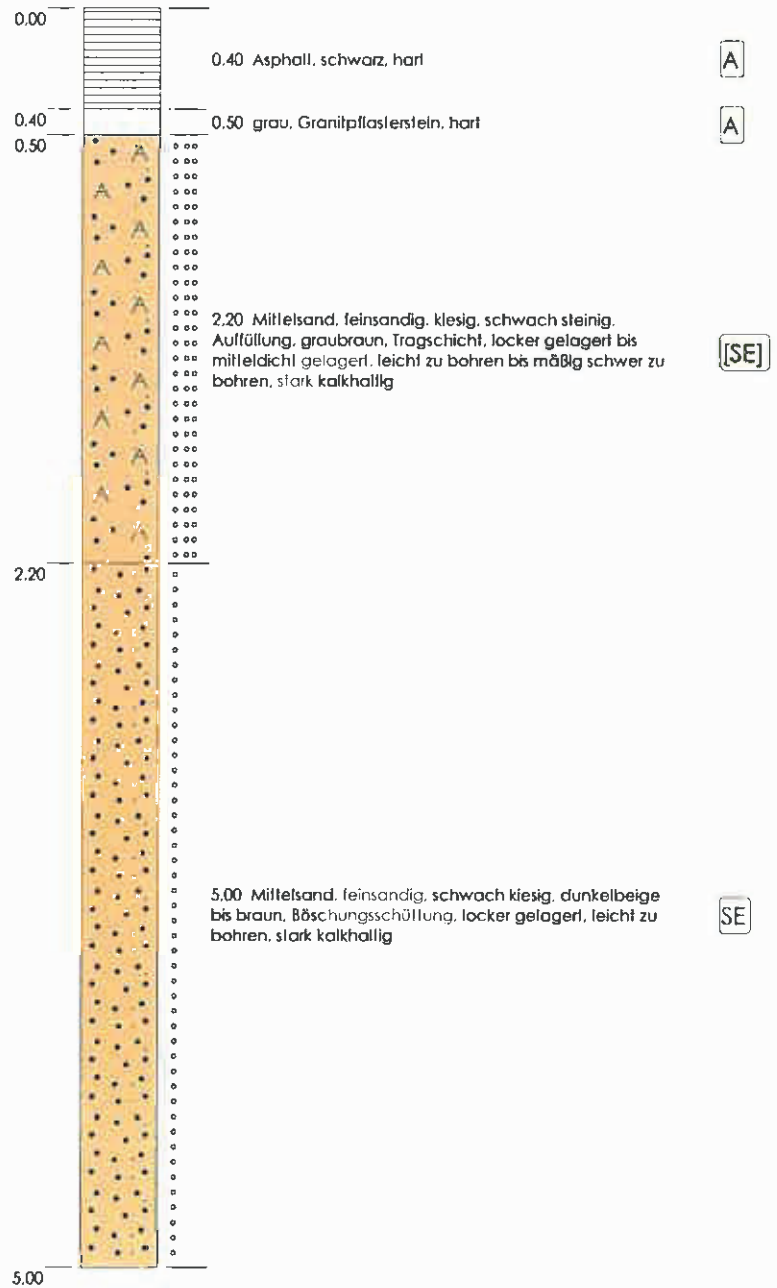 0.00
0.40 Asphalt, schwarz, hart
A
0.40
0.50 grau, Granitpflasterstein, hart
A
0.50
A
A
A
A
A
A
A
A
A
A
A
2.20 Mittelsand, feinsandig, kiesig, schwach steinig,
Auffüllung, graubraun, Tragschicht, locker gelagert bis
mitteldicht gelagert, leicht zu bohren bis mäßig schwer zu
bohren, stark kalkhaltig
[SE]
2.20
5.00 Mittelsand, feinsandig, schwach kiesig, dunkelbeige
bis braun, Böschungsschüttung, locker gelagert, leicht zu
bohren, stark kalkhaltig
SE
5.00